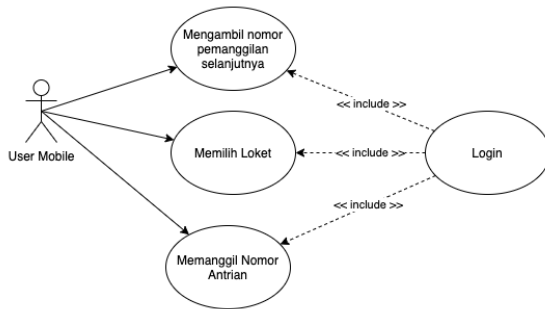 Mengambil nomor
pemanggilan
selanjutnya
<< include >>
User Mobile
Memilih Loket
<< include >>
Login
<< include >>
Memanggil Nomor
Antrian